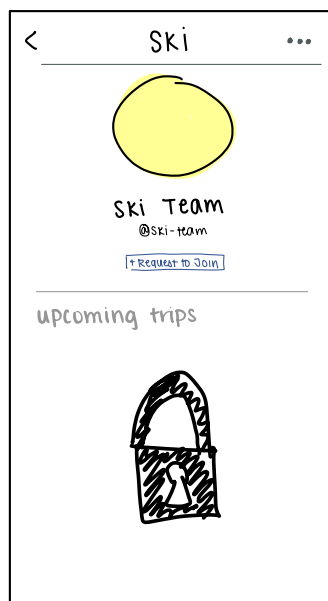 Ski
Ski Team
@ski-team
+ Request to Join
upcoming trips